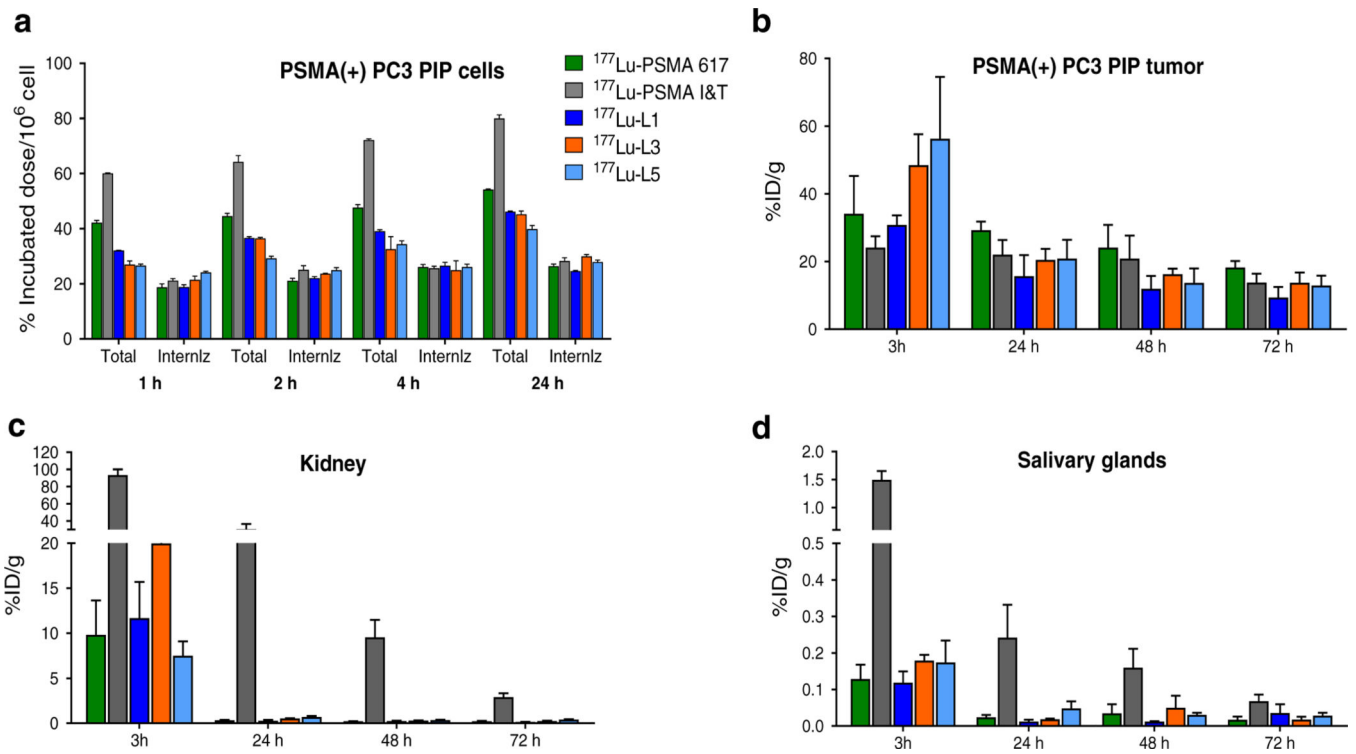 a
PSMA(+) PC3 PIP cells
% Incubated dose/10⁶ cell
100
80
60
40
20
0
Total Internlz Total Internlz Total Internlz Total Internlz
1 h 2 h 4 h 24 h
¹⁷⁷Lu-PSMA 617
¹⁷⁷Lu-PSMA I&T
¹⁷⁷Lu-L1
¹⁷⁷Lu-L3
¹⁷⁷Lu-L5
b
PSMA(+) PC3 PIP tumor
%ID/g
80
60
40
20
0
3h 24 h 48 h 72 h
c
Kidney
%ID/g
120
100
80
60
40
20
15
10
5
0
3h 24 h 48 h 72 h
d
Salivary glands
%ID/g
2.0
1.5
1.0
0.5
0.4
0.3
0.2
0.1
0.0
3h 24 h 48 h 72 h